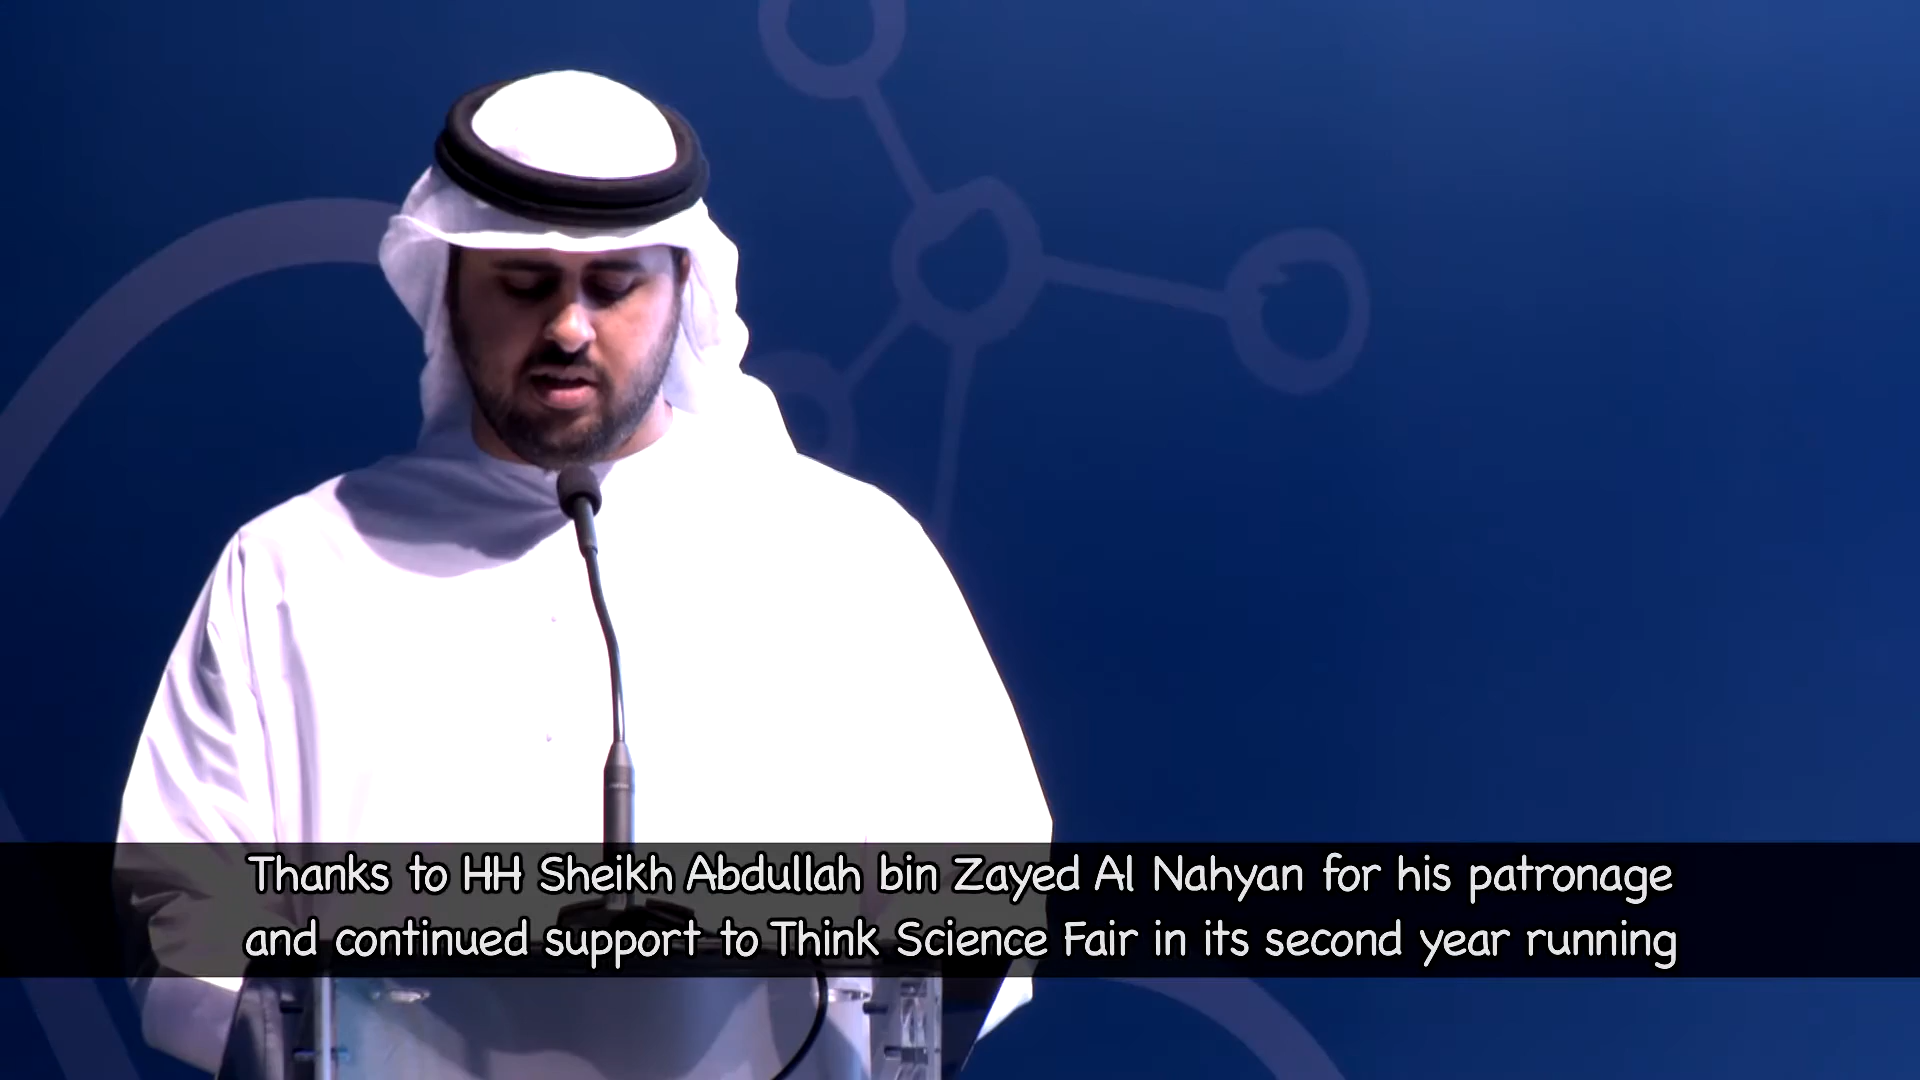 Thanks to HH Sheikh Abdullah bin Zayed Al Nahyan for his patronage
and continued support to Think Science Fair in its second year running